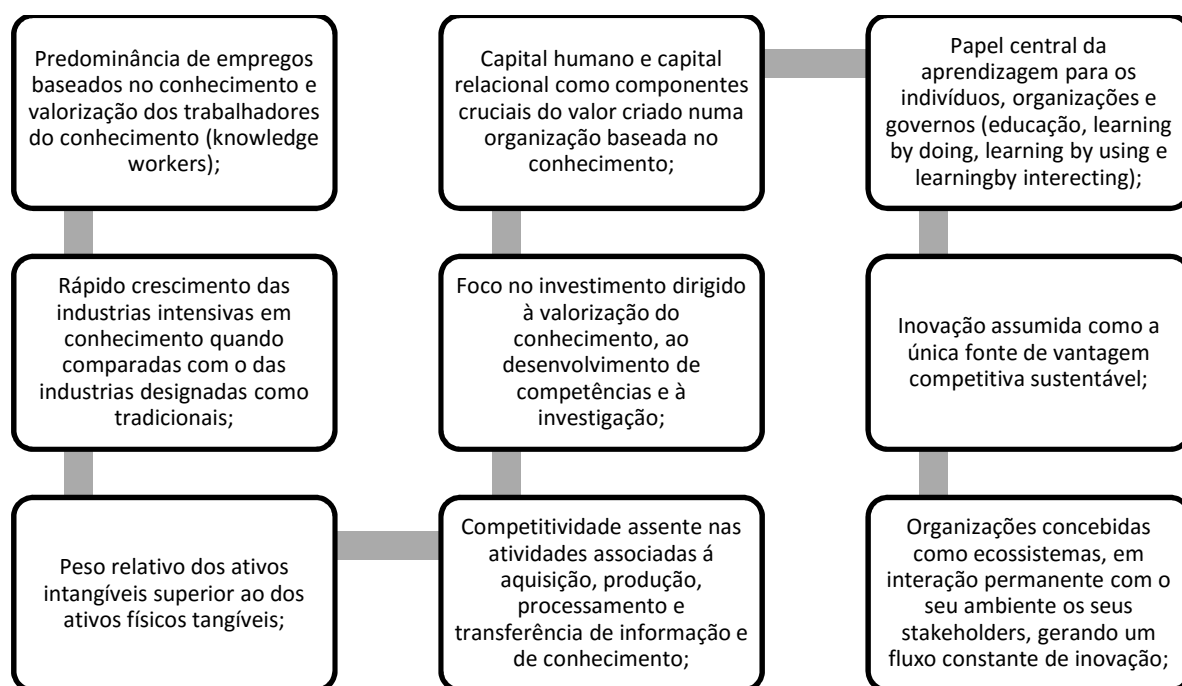 Predominância de empregos
baseados no conhecimento e
valorização dos trabalhadores
do conhecimento (knowledge
workers);
Rápido crescimento das
industrias intensivas em
conhecimento quando
comparadas com o das
industrias designadas como
tradicionais;
Peso relativo dos ativos
intangíveis superior ao dos
ativos físicos tangíveis;
Competitividade assente nas
atividades associadas á
aquisição, produção,
processamento e
transferência de informação e
de conhecimento;
Foco no investimento dirigido
à valorização do
conhecimento, ao
desenvolvimento de
competências e à
investigação;
Capital humano e capital
relacional como componentes
cruciais do valor criado numa
organização baseada no
conhecimento;
Papel central da
aprendizagem para os
indivíduos, organizações e
governos (educação, learning
by doing, learning by using e
learningby interecting);
Inovação assumida como a
única fonte de vantagem
competitiva sustentável;
Organizações concebidas
como ecossistemas, em
interação permanente com o
seu ambiente os seus
stakeholders, gerando um
fluxo constante de inovação;